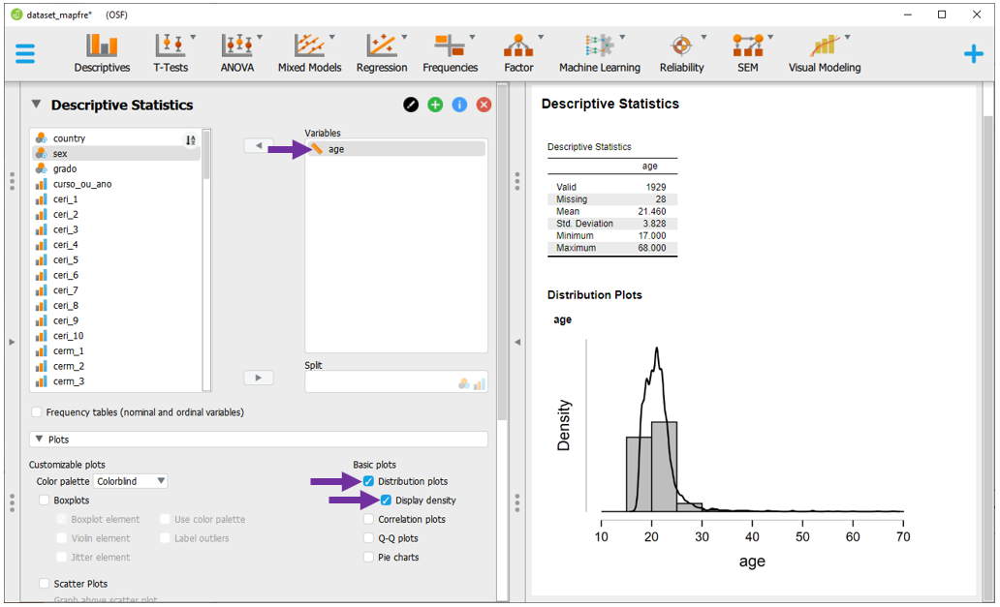 dataset_mapfre* (OSF)
Descriptives
T-Tests
ANOVA
Mixed Models
Regression
Frequencies
Factor
Machine Learning
Reliability
SEM
Visual Modeling
Descriptive Statistics
country
sex
grado
curso_ou_ano
ceri_1
ceri_2
ceri_3
ceri_4
ceri_5
ceri_6
ceri_7
ceri_8
ceri_9
ceri_10
cerm_1
cerm_2
cerm_3
Variables
age
Split
Frequency tables (nominal and ordinal variables)
Plots
Customizable plots
Color palette Colorblind
Boxplots
Boxplot element Use color palette
Violin element Label outliers
Jitter element
Scatter Plots
Graph above scatter plot
Basic plots
Distribution plots
Display density
Correlation plots
Q-Q plots
Pie charts
Descriptive Statistics
Descriptive Statistics
age
Valid 1929
Missing 28
Mean 21.460
Std. Deviation 3.828
Minimum 17.000
Maximum 68.000
Distribution Plots
age
Density
10 20 30 40 50 60 70
age